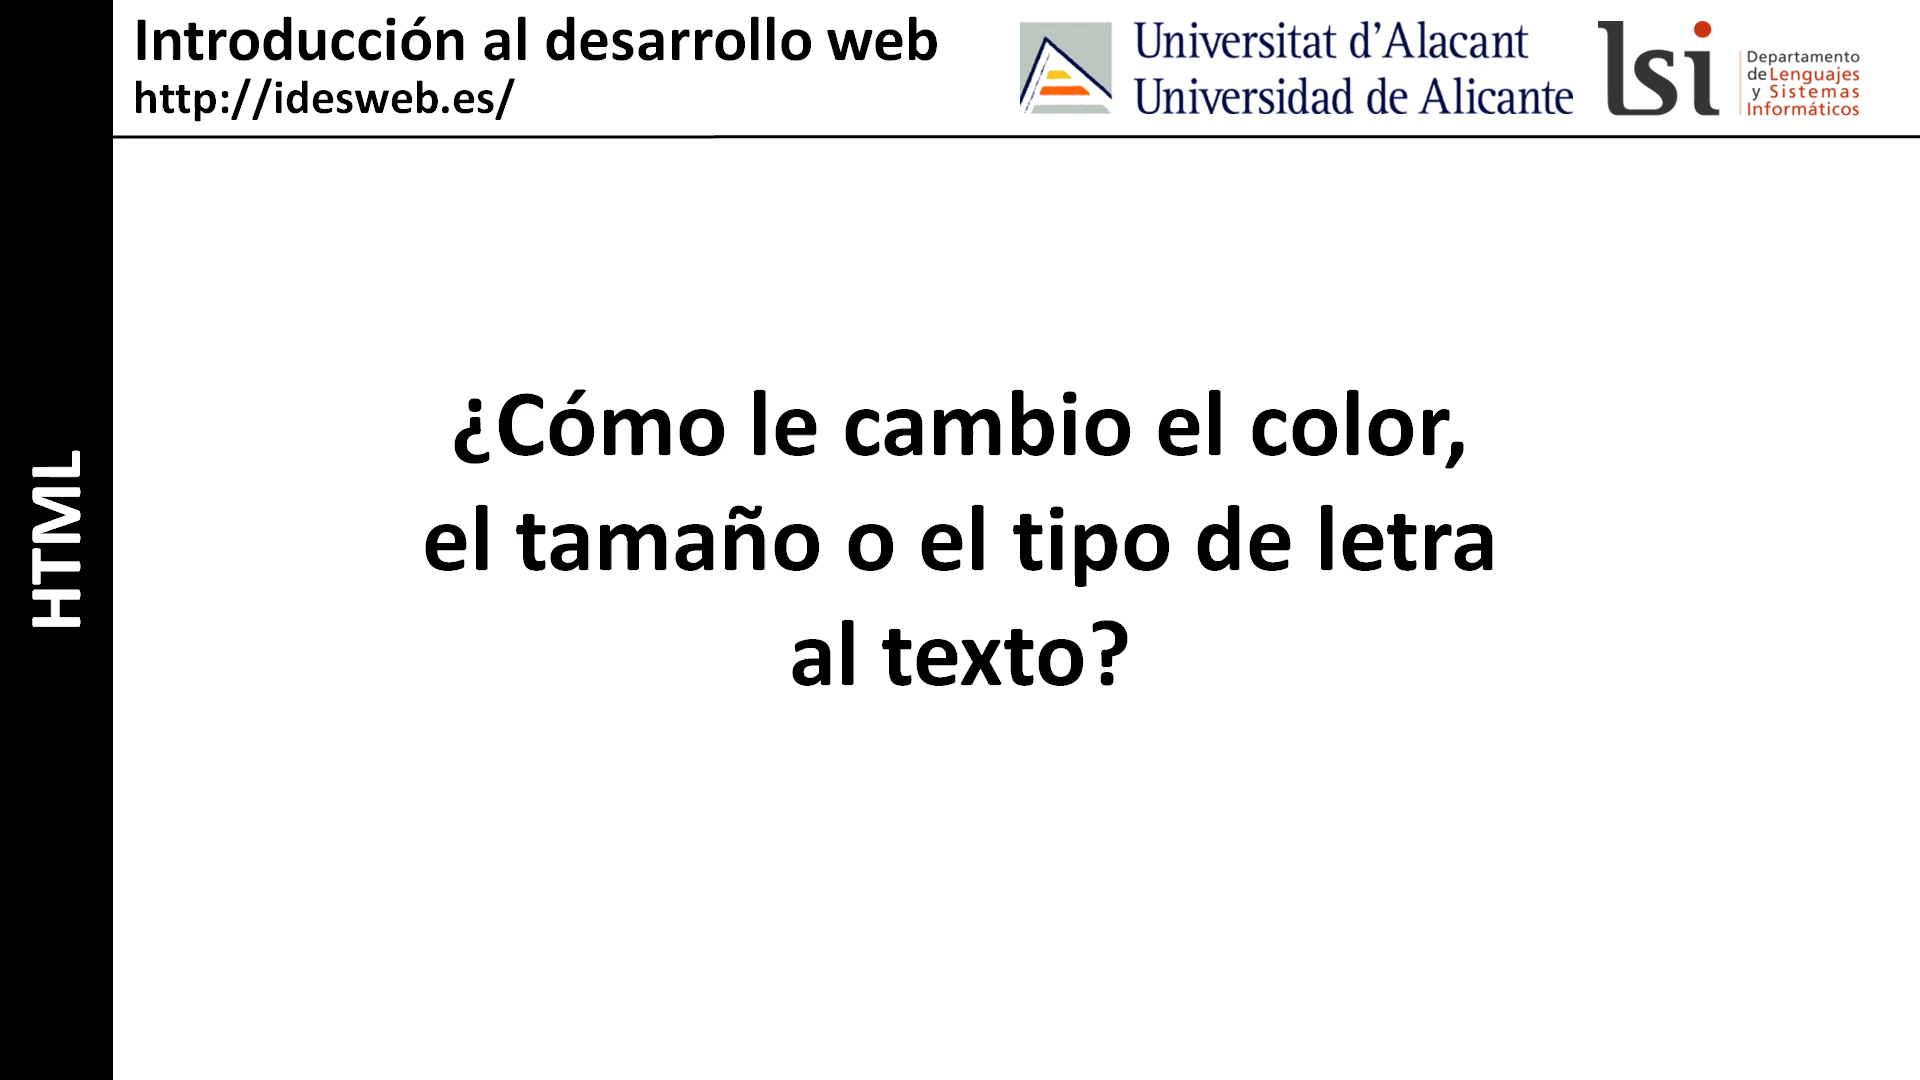 Introducción al desarrollo web
http://idesweb.es/
Universitat d’Alacant
Universidad de Alicante
lsi
Departamento
de Lenguajes
y Sistemas
Informáticos
HTML
¿Cómo le cambio el color,
el tamaño o el tipo de letra
al texto?